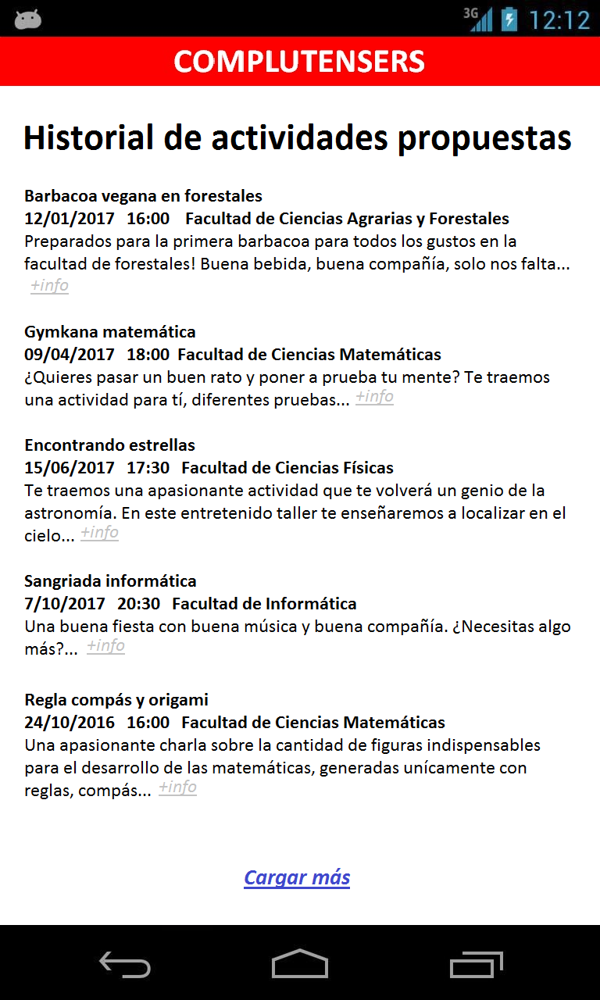 3G 12:12
COMPLUTENSERS
Historial de actividades propuestas
Barbacoa vegana en forestales
12/01/2017 16:00 Facultad de Ciencias Agrarias y Forestales
Preparados para la primera barbacoa para todos los gustos en la
facultad de forestales! Buena bebida, buena compañía, solo nos falta...
+info
Gymkana matemática
09/04/2017 18:00 Facultad de Ciencias Matemáticas
¿Quieres pasar un buen rato y poner a prueba tu mente? Te traemos
una actividad para tí, diferentes pruebas... +info
Encontrando estrellas
15/06/2017 17:30 Facultad de Ciencias Físicas
Te traemos una apasionante actividad que te volverá un genio de la
astronomía. En este entretenido taller te enseñaremos a localizar en el
cielo... +info
Sangriada informática
7/10/2017 20:30 Facultad de Informática
Una buena fiesta con buena música y buena compañía. ¿Necesitas algo
más?... +info
Regla compás y origami
24/10/2016 16:00 Facultad de Ciencias Matemáticas
Una apasionante charla sobre la cantidad de figuras indispensables
para el desarrollo de las matemáticas, generadas unícamente con
reglas, compás... +info
Cargar más